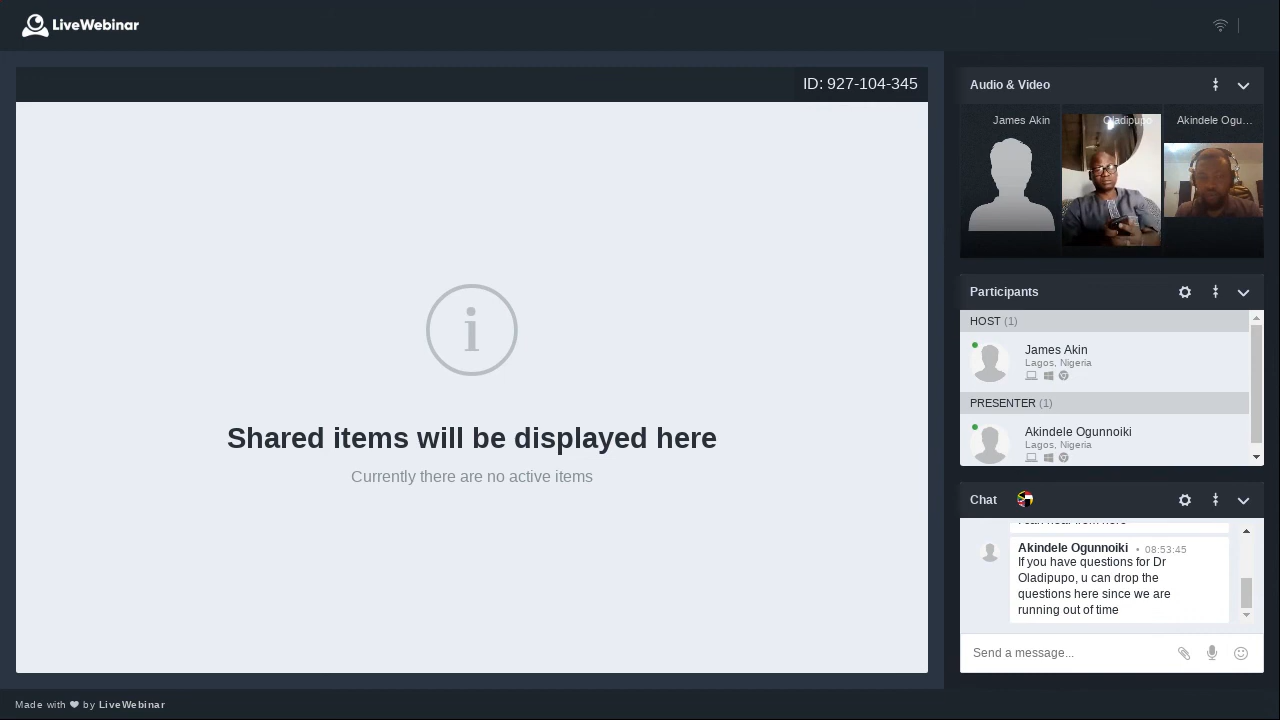 LiveWebinar
ID: 927-104-345
Shared items will be displayed here
Currently there are no active items
Audio & Video
James Akin
Oladipupo
Akindele Ogu...
Participants
HOST (1)
James Akin
Lagos, Nigeria
PRESENTER (1)
Akindele Ogunnoiki
Lagos, Nigeria
Chat
Akindele Ogunnoiki • 08:53:45
If you have questions for Dr
Oladipupo, u can drop the
questions here since we are
running out of time
Send a message...
Made with ❤ by LiveWebinar